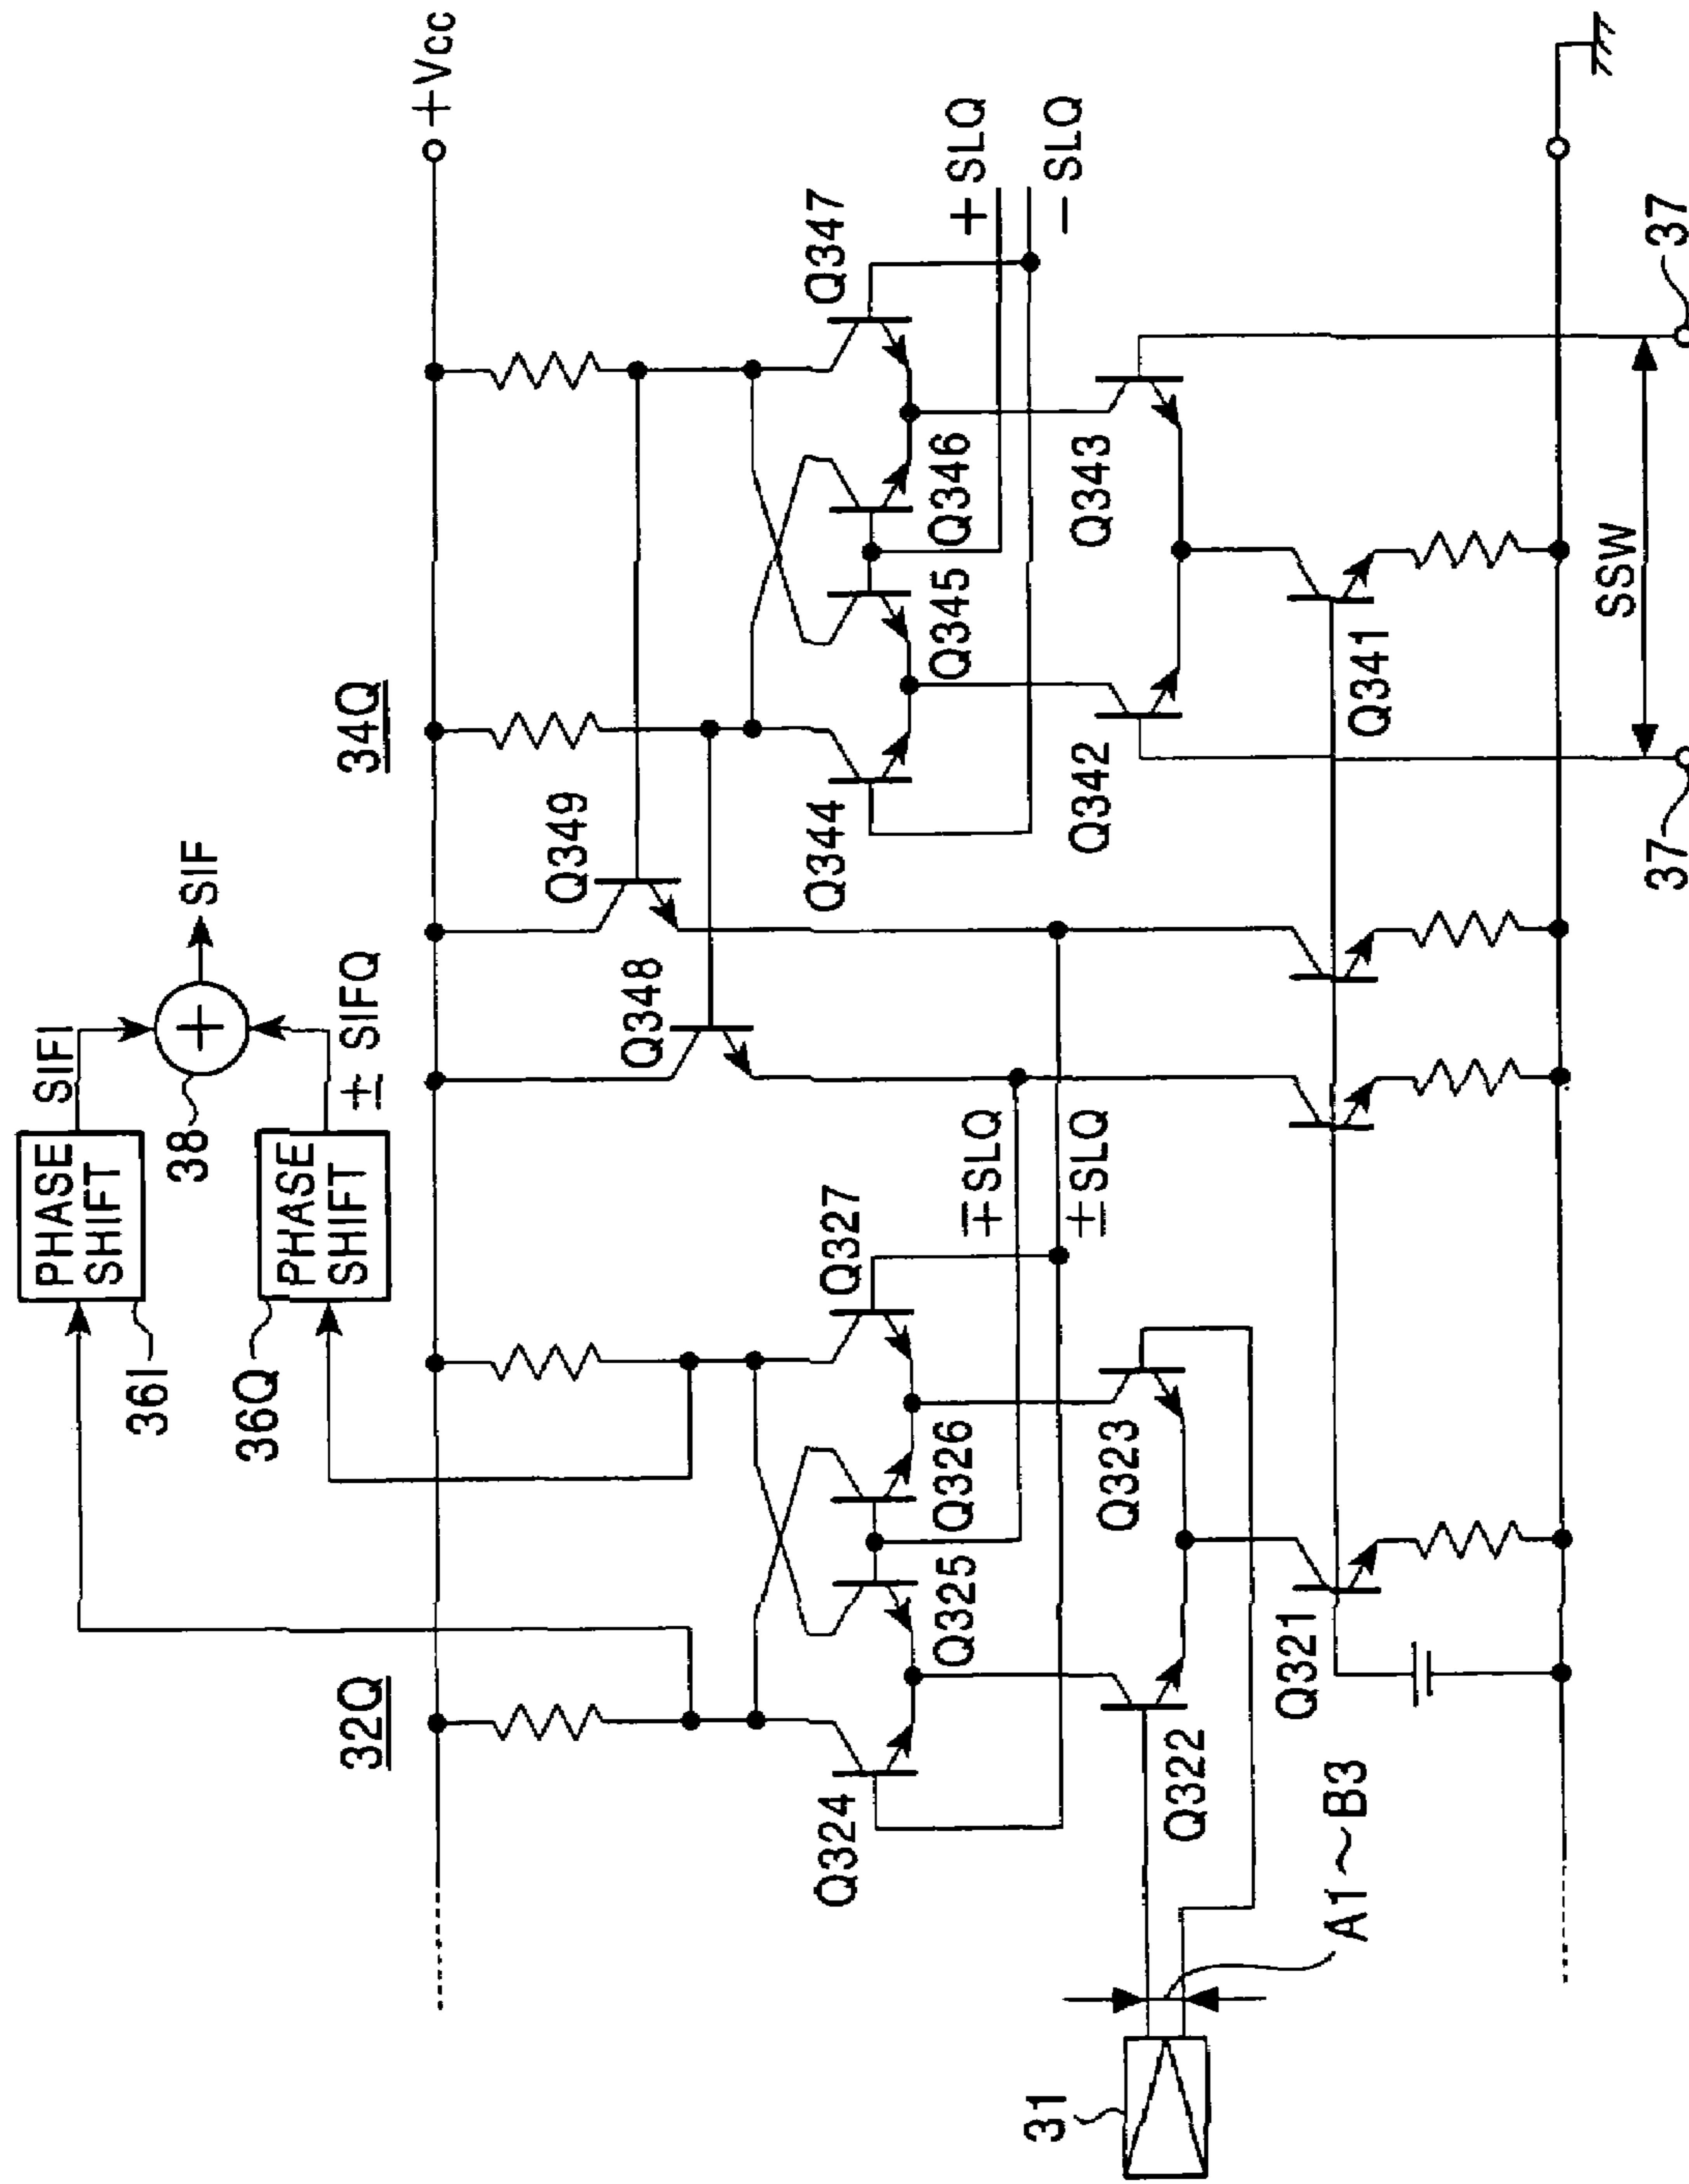 PHASE
SHIFT
SIFI
36I
38
SIF
PHASE
SHIFT
± SIFQ
36Q
+Vcc
32Q
34Q
Q349
Q348
Q324
Q325
Q326
Q327
∓SLQ
±SLQ
Q344
Q345
Q346
Q347
+SLQ
−SLQ
31
A1~B3
Q322
Q323
Q321
Q342
Q343
Q341
SSW
37
37